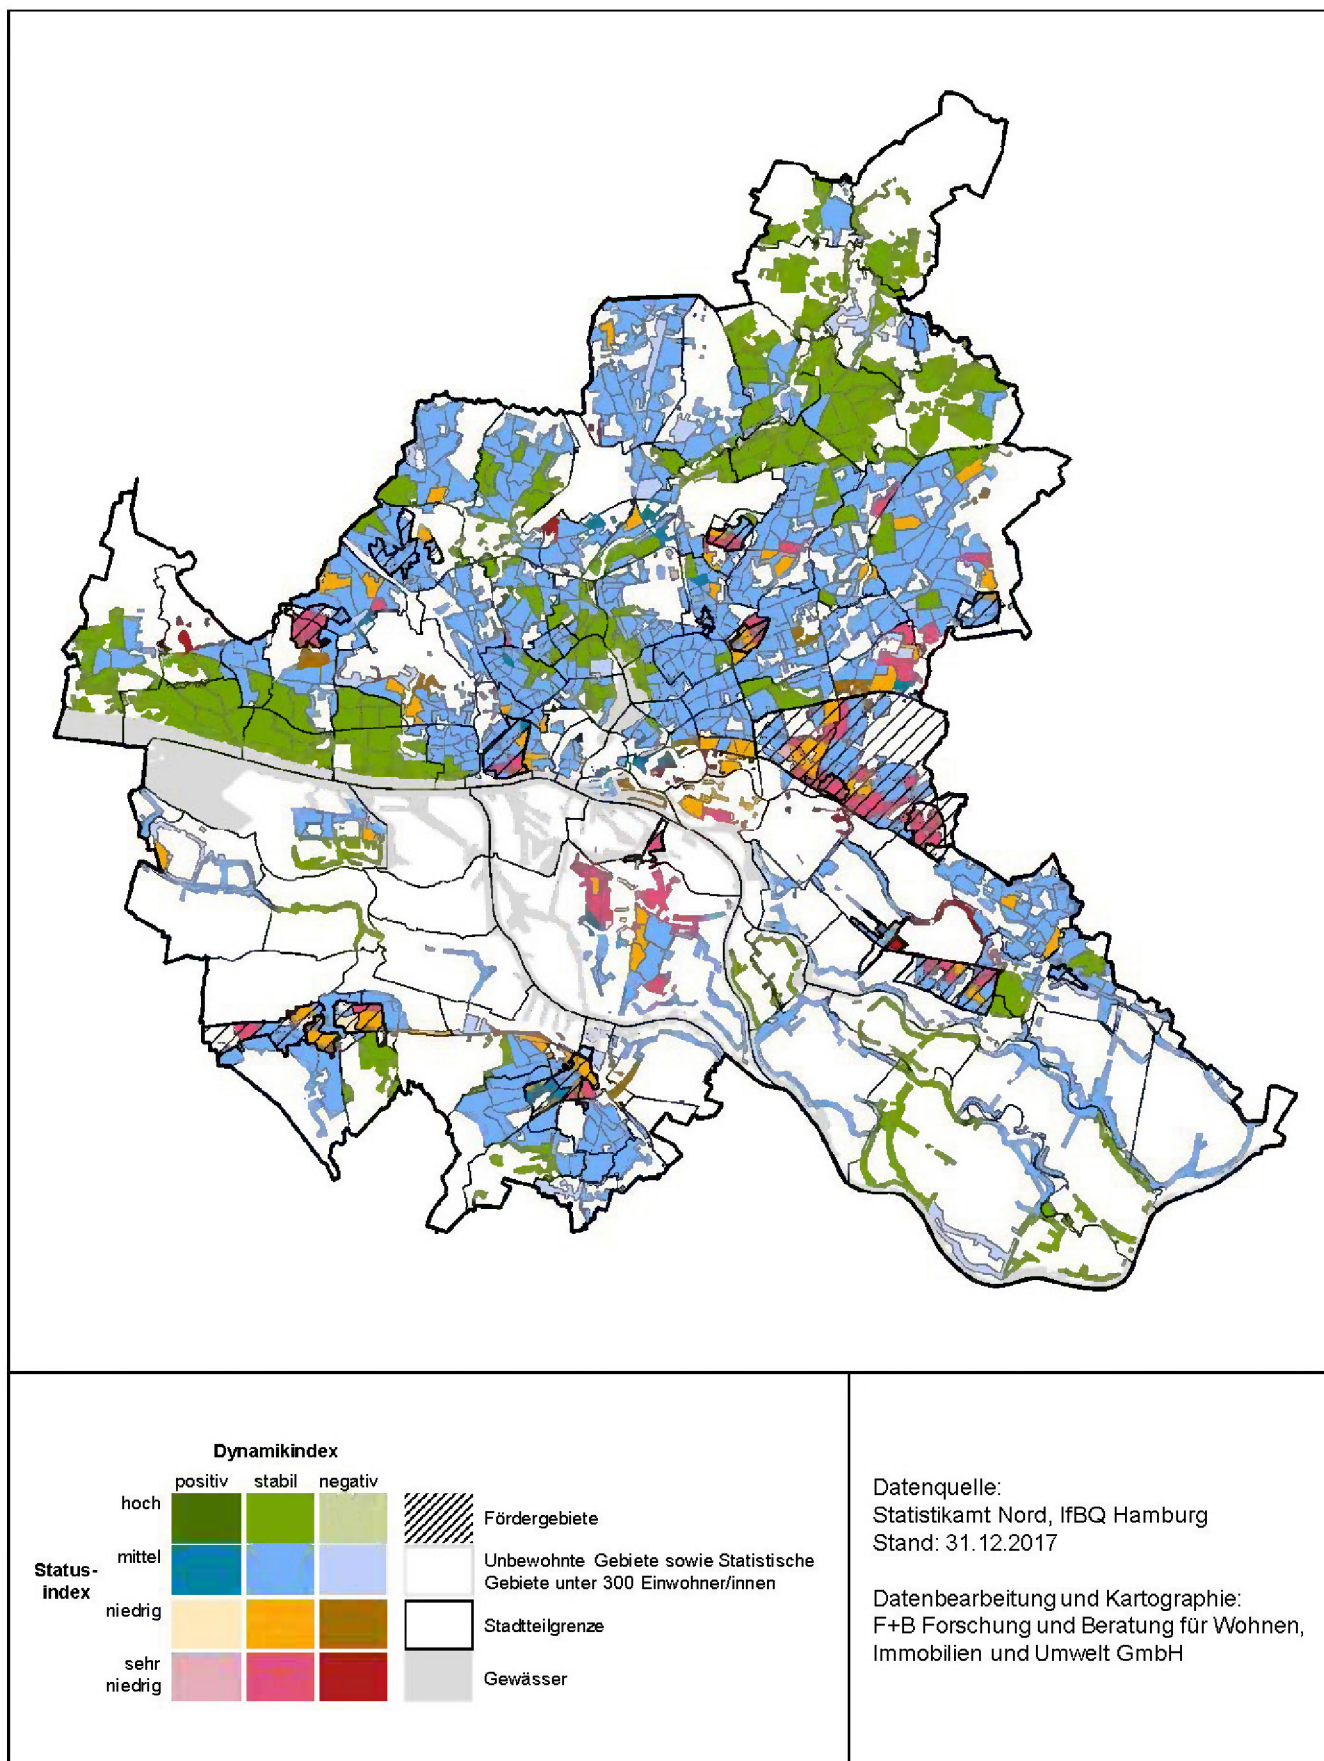 Dynamikindex
positiv stabil negativ
hoch
mittel
Status-
index
niedrig
sehr
niedrig
Fördergebiete
Unbewohnte Gebiete sowie Statistische
Gebiete unter 300 Einwohner/innen
Stadtteilgrenze
Gewässer
Datenquelle:
Statistikamt Nord, IfBQ Hamburg
Stand: 31.12.2017
Datenbearbeitung und Kartographie:
F+B Forschung und Beratung für Wohnen,
Immobilien und Umwelt GmbH